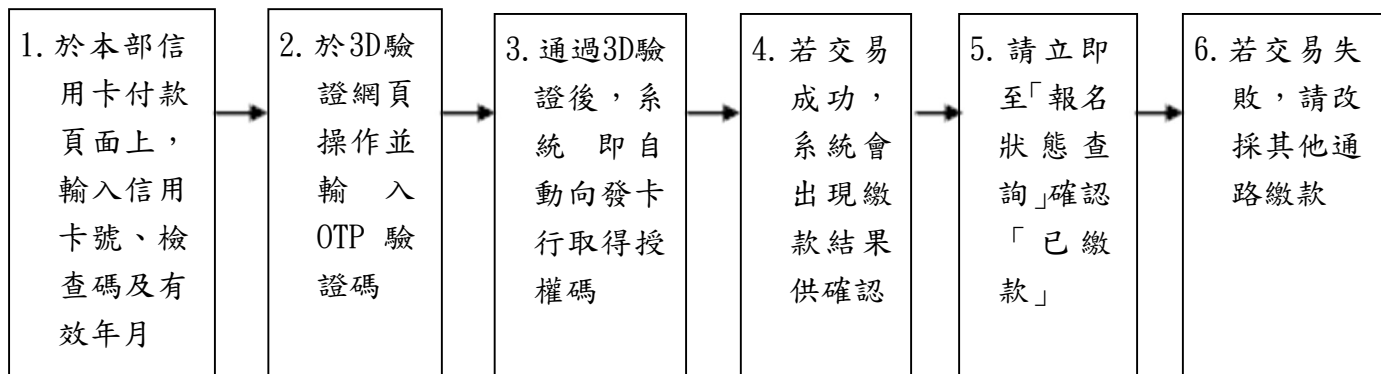 1. 於本部信
用卡付款
頁面上，
輸入信用
卡號、檢
查碼及有
效年月
2. 於3D驗
證網頁
操作並
輸入
OTP 驗
證碼
3. 通過3D驗
證後，系
統即自
動向發卡
行取得授
權碼
4. 若交易
成功，
系統會
出現繳
款結果
供確認
5. 請立即
至「報名
狀態查
詢」確認
「已繳
款」
6. 若交易失
敗，請改
採其他通
路繳款